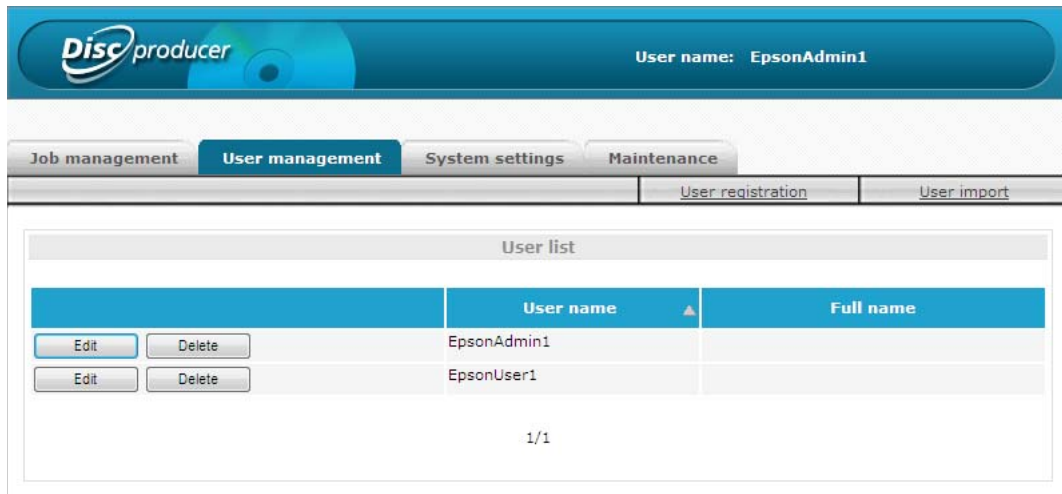 Disc producer
User name: EpsonAdmin1
Job management User management System settings Maintenance
User registration User import
User list
User name Full name
Edit Delete EpsonAdmin1
Edit Delete EpsonUser1
1/1